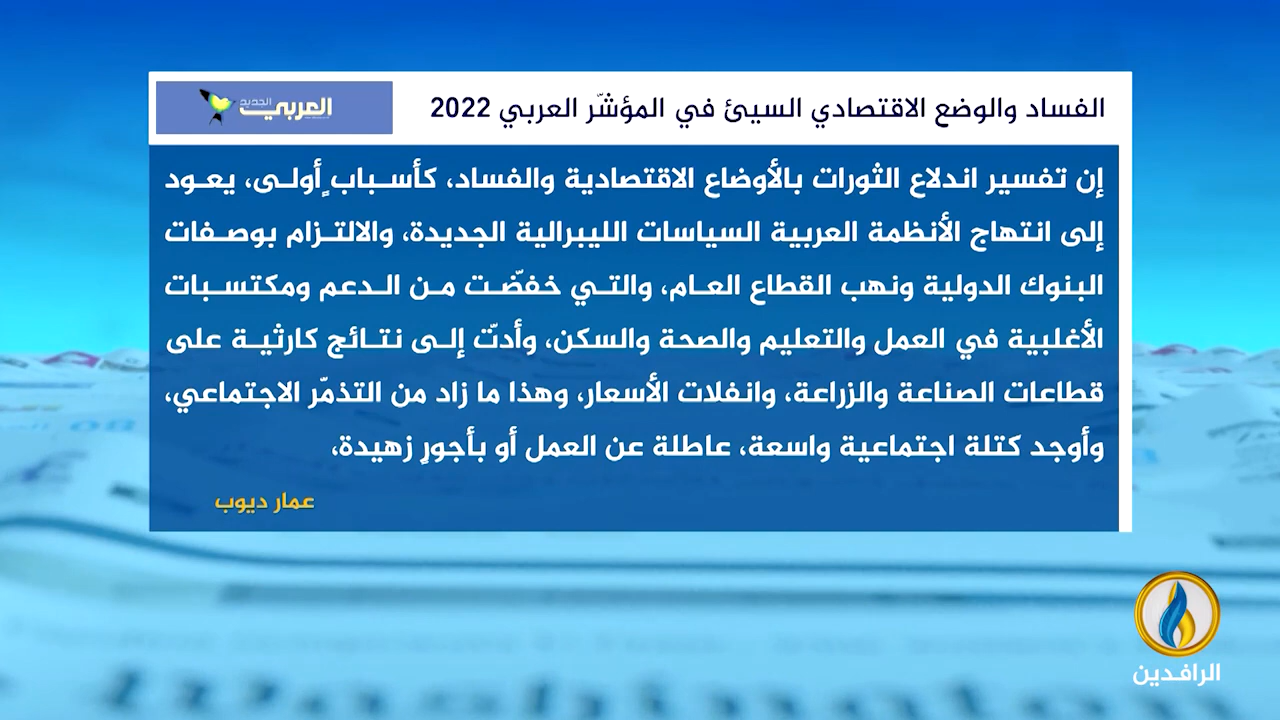 الفساد والوضع الاقتصادي السيئ في المؤشّر العربي 2022
العربي الجديد
إن تفسير اندلاع الثورات بالأوضاع الاقتصادية والفساد، كأسبابٍ أولى، يعود
إلى انتهاج الأنظمة العربية السياسات الليبرالية الجديدة، والالتزام بوصفات
البنوك الدولية ونهب القطاع العام، والتي خفّضت من الدعم ومكتسبات
الأغلبية في العمل والتعليم والصحة والسكن، وأدتّ إلى نتائج كارثية على
قطاعات الصناعة والزراعة، وانفلات الأسعار، وهذا ما زاد من التذمّر الاجتماعي،
وأوجد كتلة اجتماعية واسعة، عاطلة عن العمل أو بأجورٍ زهيدة،
عمار ديوب
الرافدين